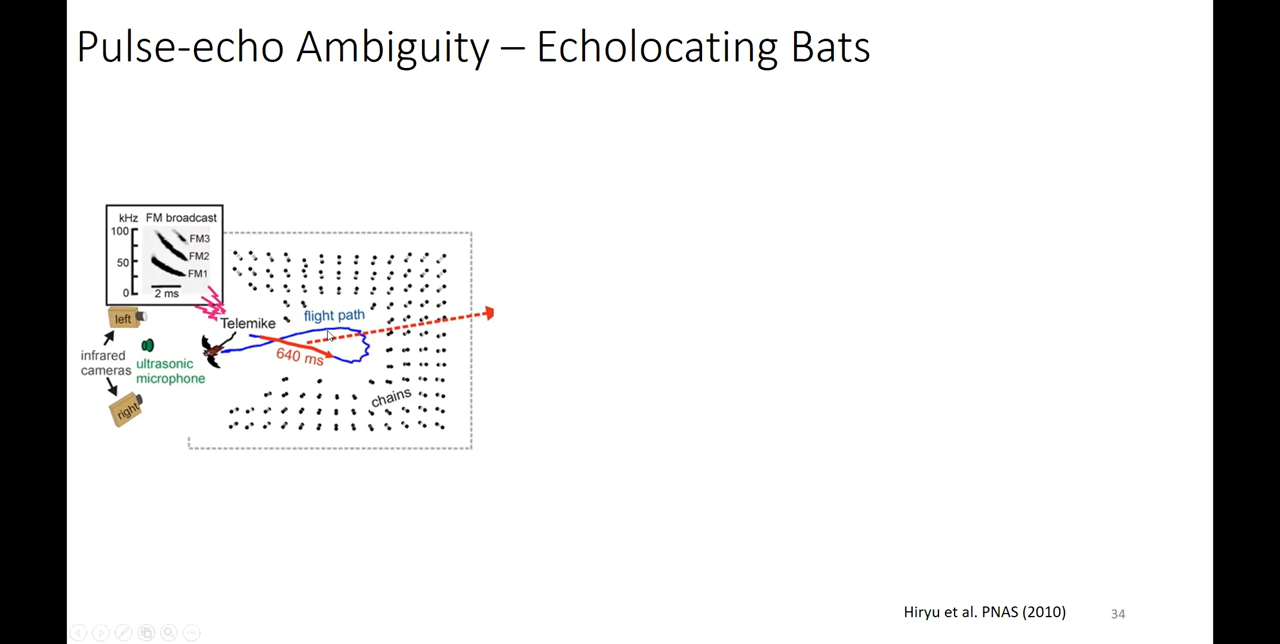 Pulse-echo Ambiguity – Echolocating Bats
kHz FM broadcast
100
FM3
FM2
50
FM1
0
2 ms
left
Telemike
flight path
infrared
cameras
ultrasonic
microphone
640 ms
right
chains
Hiryu et al. PNAS (2010)
34